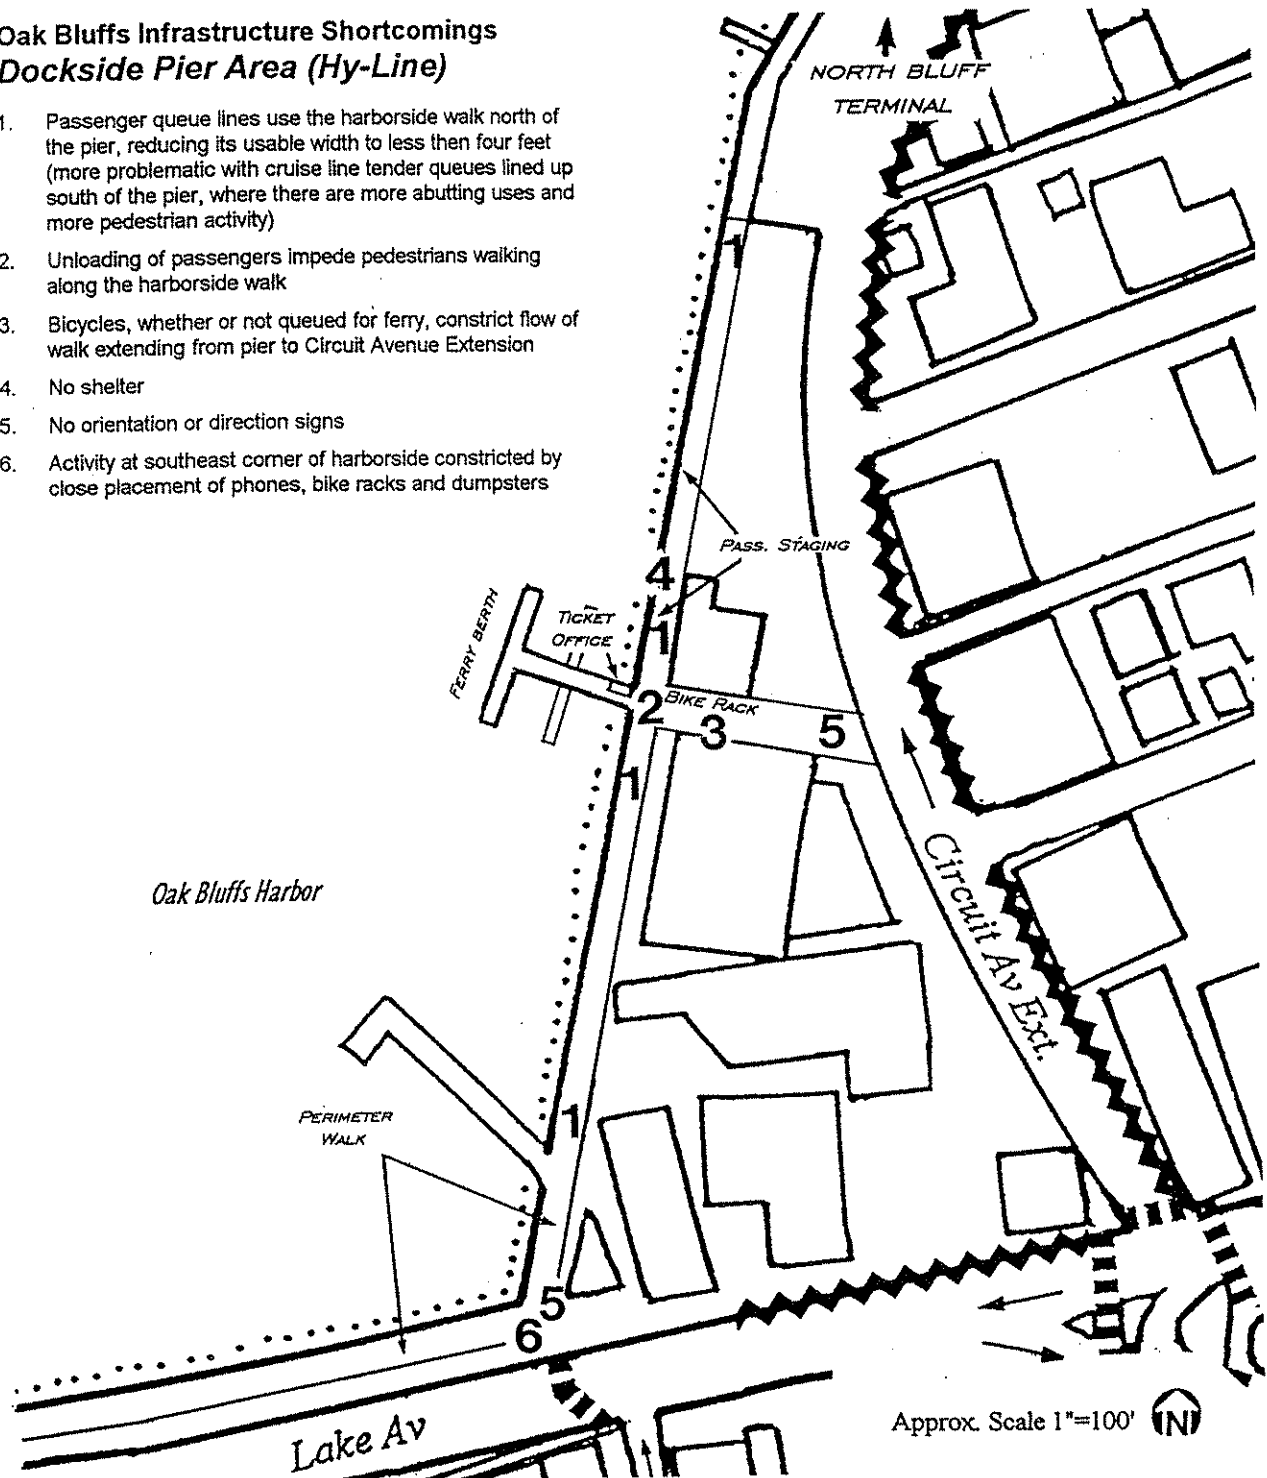 Oak Bluffs Infrastructure Shortcomings
Dockside Pier Area (Hy-Line)
1. Passenger queue lines use the harborside walk north of
the pier, reducing its usable width to less then four feet
(more problematic with cruise line tender queues lined up
south of the pier, where there are more abutting uses and
more pedestrian activity)
2. Unloading of passengers impede pedestrians walking
along the harborside walk
3. Bicycles, whether or not queued for ferry, constrict flow of
walk extending from pier to Circuit Avenue Extension
4. No shelter
5. No orientation or direction signs
6. Activity at southeast corner of harborside constricted by
close placement of phones, bike racks and dumpsters
NORTH BLUFF
TERMINAL
1
PASS. STAGING
4
FERRY BERTH
TICKET
OFFICE
1
2
BIKE RACK
3
5
1
Circuit Av Ext.
Oak Bluffs Harbor
1
PERIMETER
WALK
5
6
Lake Av
Approx. Scale 1"=100'
N